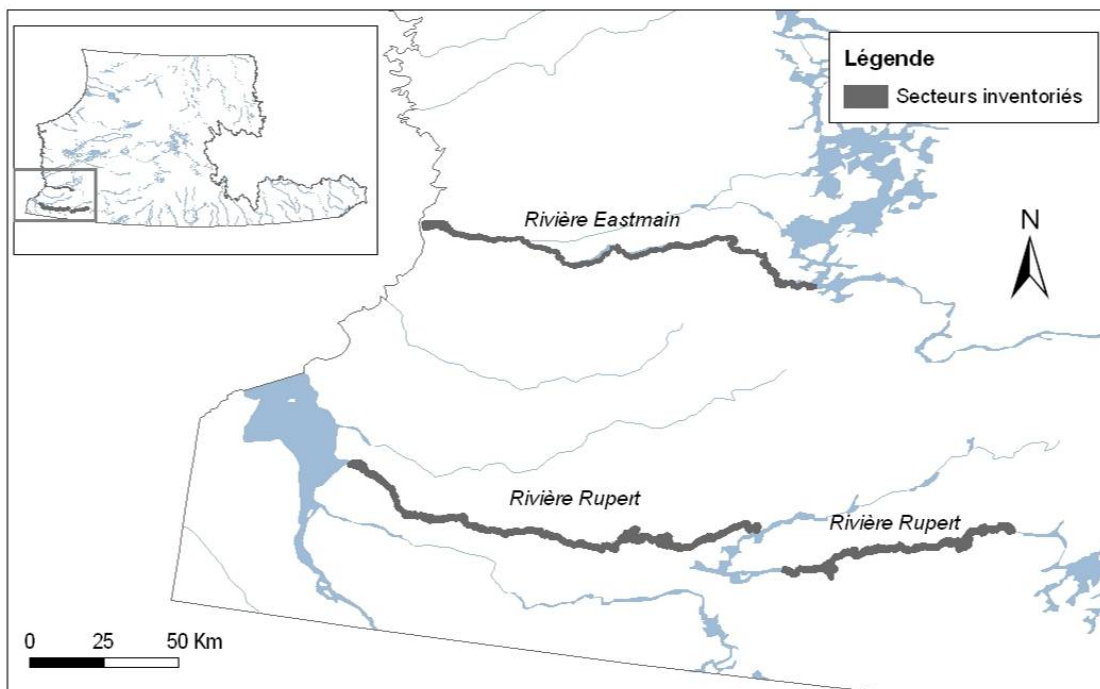 Légende
Secteurs inventoriés
Rivière Eastmain
N
Rivière Rupert
Rivière Rupert
0 25 50 Km